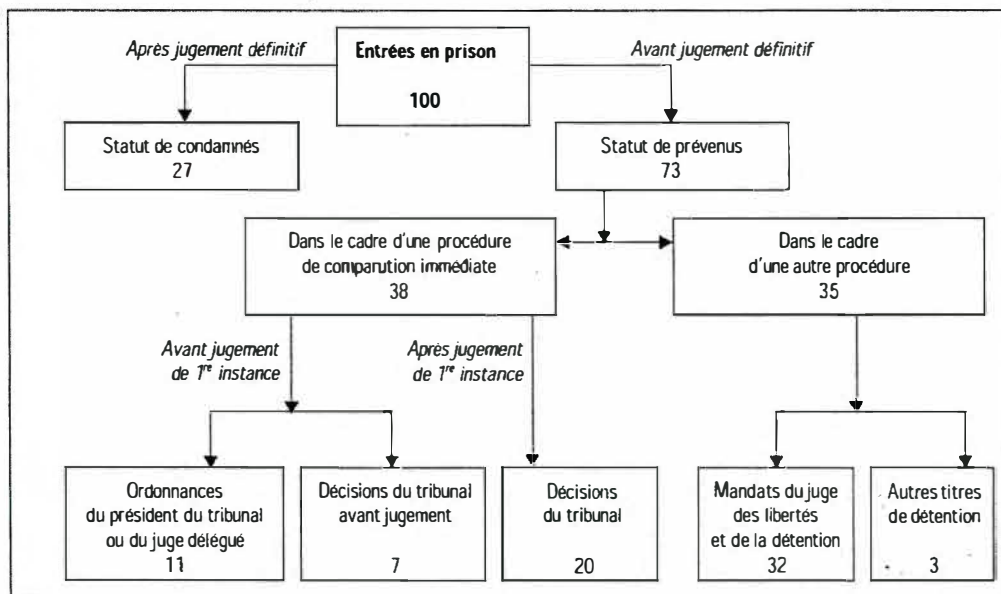 Après jugement définitif
Entrées en prison
100
Avant jugement définitif
Statut de condamnés
27
Statut de prévenus
73
Dans le cadre d'une procédure
de comparution immédiate
38
Dans le cadre
d'une autre procédure
35
Avant jugement
de 1re instance
Après jugement
de 1re instance
Ordonnances
du président du tribunal
ou du juge délégué
11
Décisions du tribunal
avant jugement
7
Décisions
du tribunal
20
Mandats du juge
des libertés
et de la détention
32
Autres titres
de détention
3